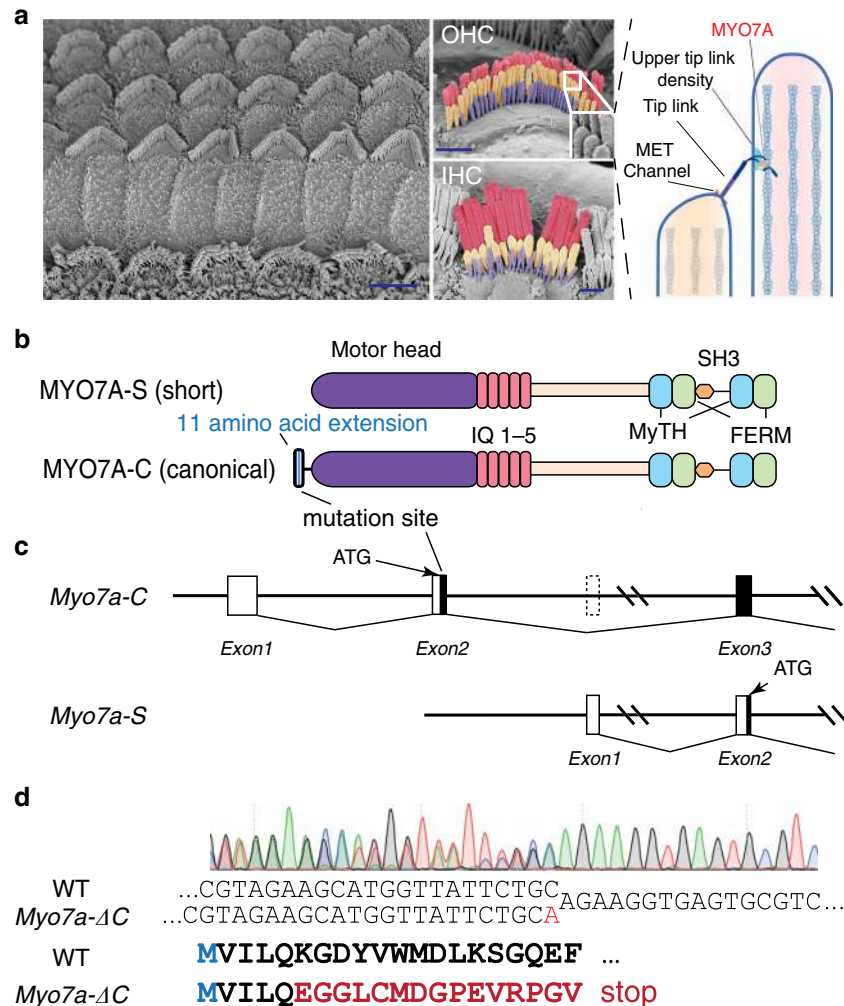 a
OHC
IHC
MYO7A
Upper tip link
density
Tip link
MET
Channel
b
Motor head
SH3
MYO7A-S (short)
11 amino acid extension
IQ 1–5
MyTH
FERM
MYO7A-C (canonical)
mutation site
c
ATG
Myo7a-C
Exon1
Exon2
Exon3
ATG
Myo7a-S
Exon1
Exon2
d
WT
...CGTAGAAGCATGGTTATTCTGC
AGAAGGTGAGTGCGTC...
Myo7a-ΔC
...CGTAGAAGCATGGTTATTCTGCA
WT
MVILQKGDYVWMDLKSGQEF ...
Myo7a-ΔC
MVILQEGGLCMDGPEVRPGV stop